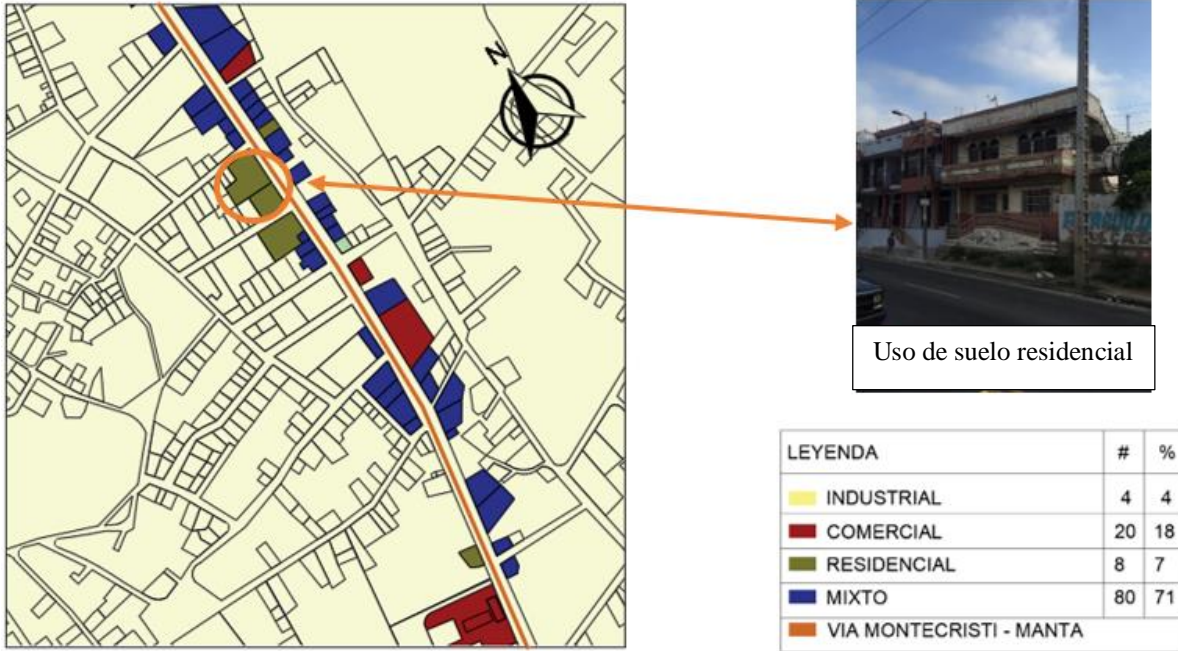 N
Uso de suelo residencial
LEYENDA # %
INDUSTRIAL 4 4
COMERCIAL 20 18
RESIDENCIAL 8 7
MIXTO 80 71
VIA MONTECRISTI - MANTA